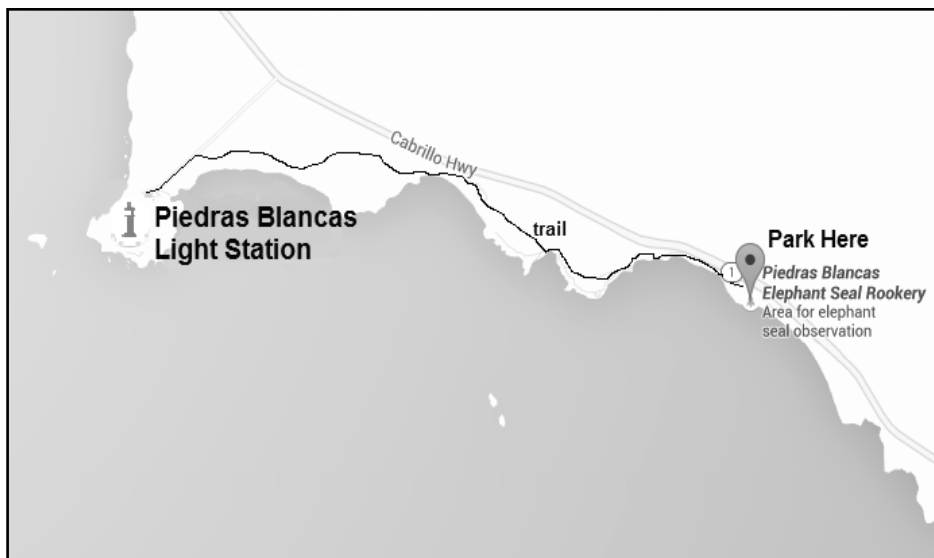 Cabrillo Hwy
Piedras Blancas
Light Station
trail
Park Here
1
Piedras Blancas
Elephant Seal Rookery
Area for elephant
seal observation